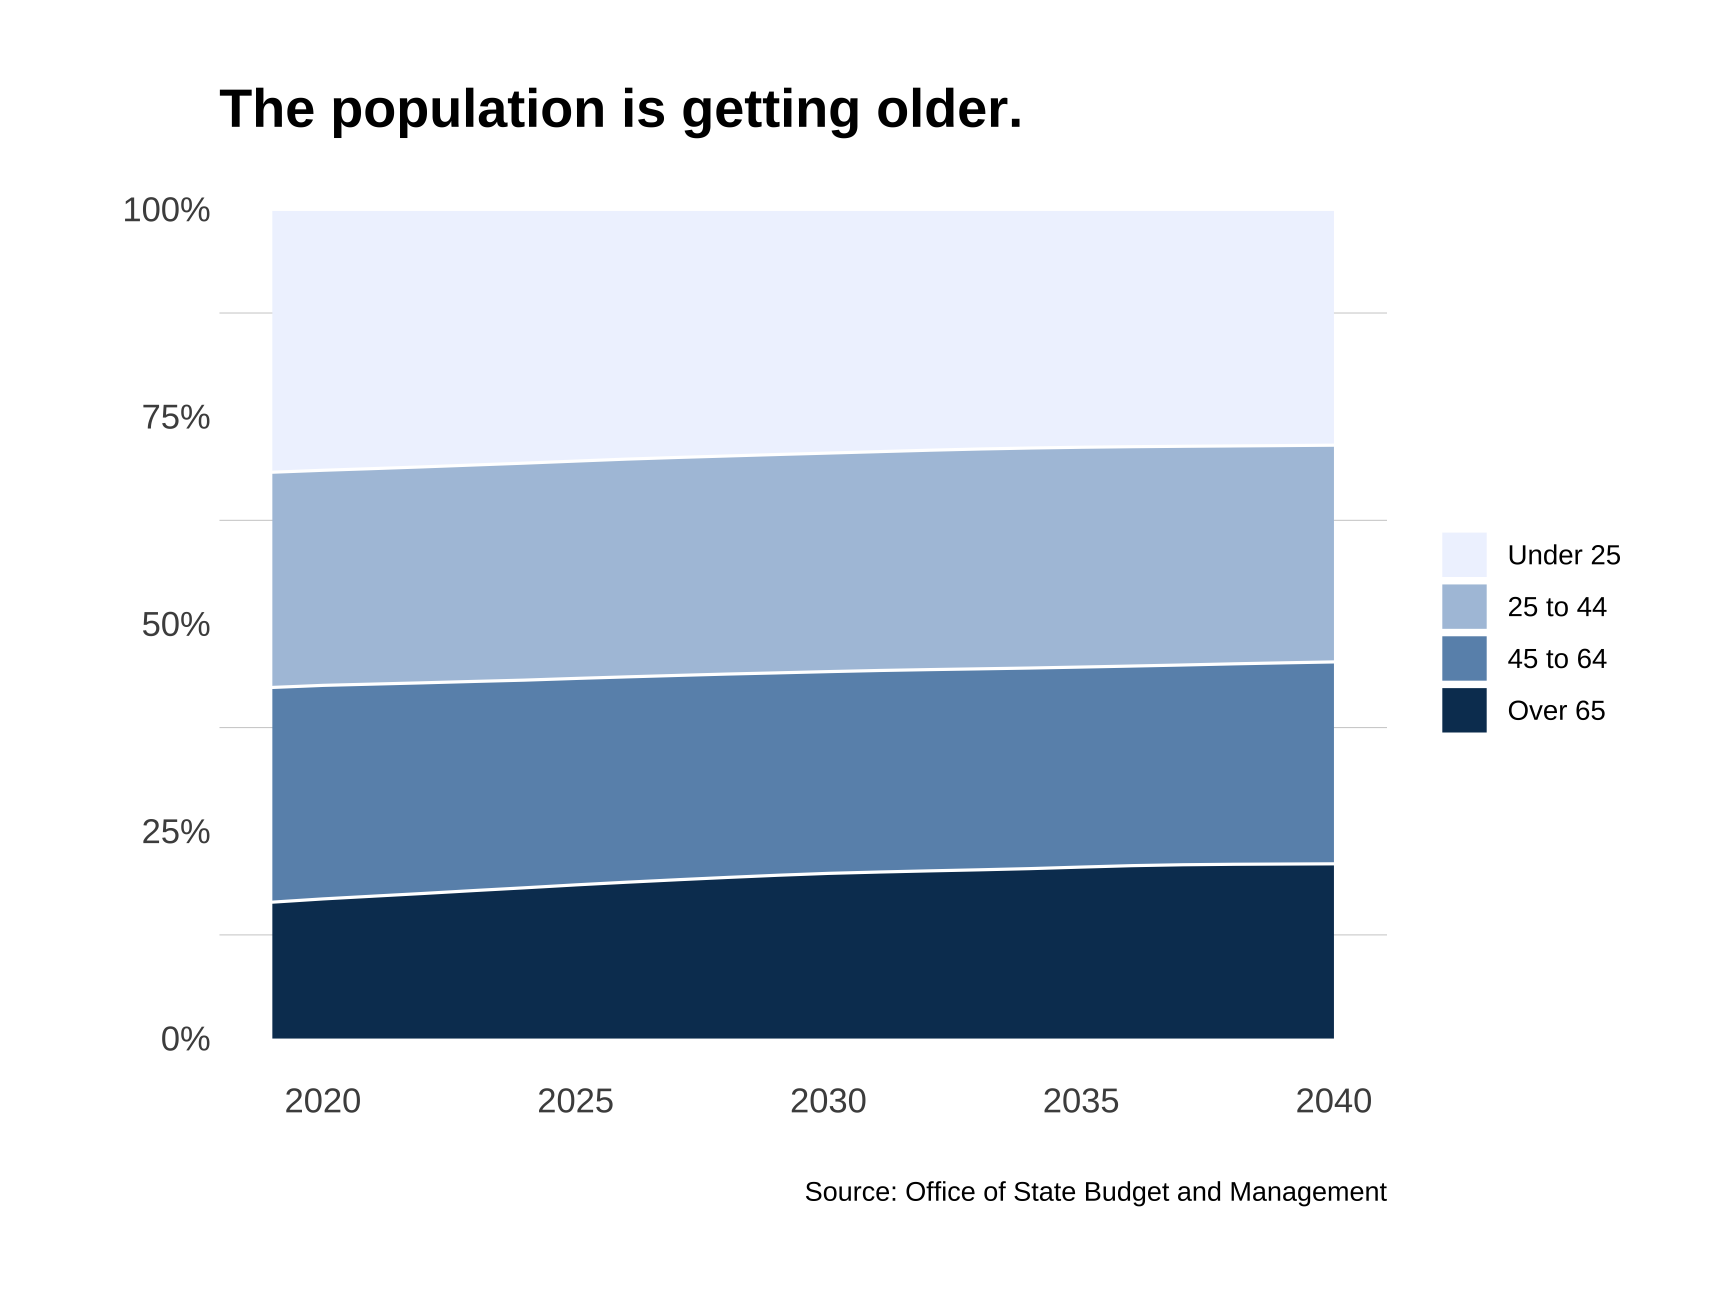 The population is getting older.
100%
75%
50%
25%
0%
2020 2025 2030 2035 2040
Under 25
25 to 44
45 to 64
Over 65
Source: Office of State Budget and Management